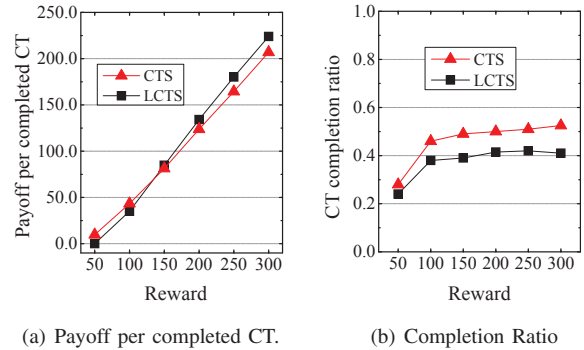 250.0
200.0
150.0
100.0
50.0
0.0
Payoff per completed CT
CTS
LCTS
50 100 150 200 250 300
Reward
(a) Payoff per completed CT.
1.0
0.8
0.6
0.4
0.2
0.0
CT completion ratio
CTS
LCTS
50 100 150 200 250 300
Reward
(b) Completion Ratio